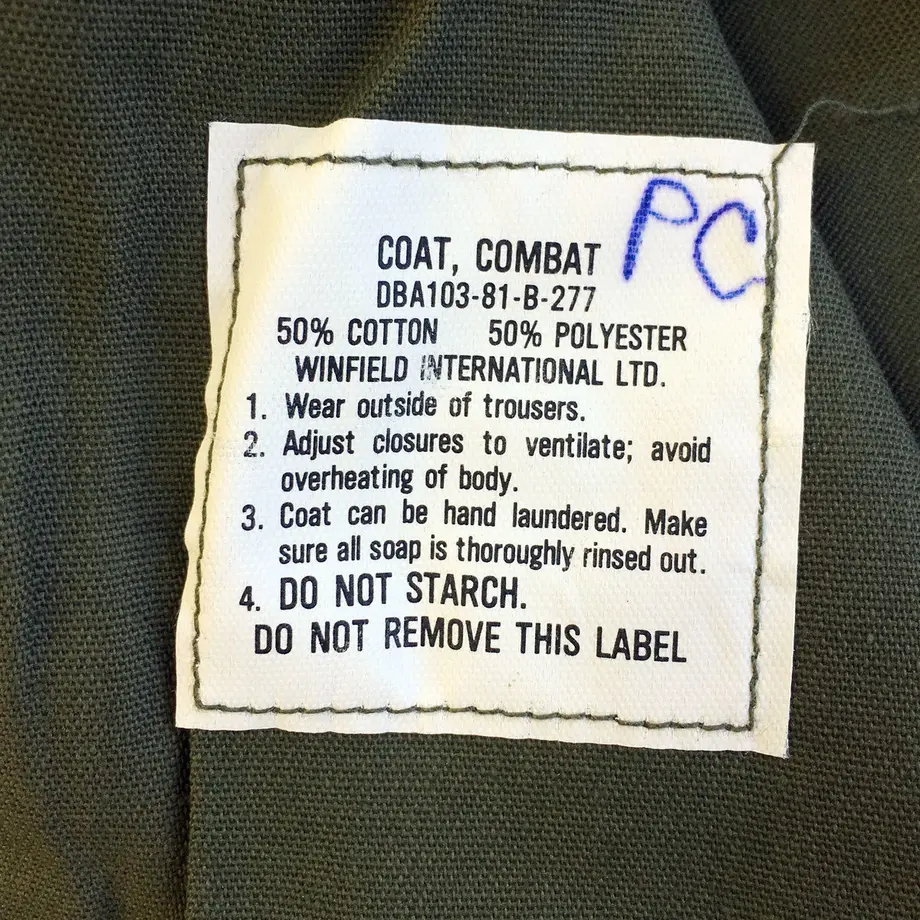 PC
COAT, COMBAT
DBA103-81-B-277
50% COTTON 50% POLYESTER
WINFIELD INTERNATIONAL LTD.
1. Wear outside of trousers.
2. Adjust closures to ventilate; avoid
overheating of body.
3. Coat can be hand laundered. Make
sure all soap is thoroughly rinsed out.
4. DO NOT STARCH.
DO NOT REMOVE THIS LABEL